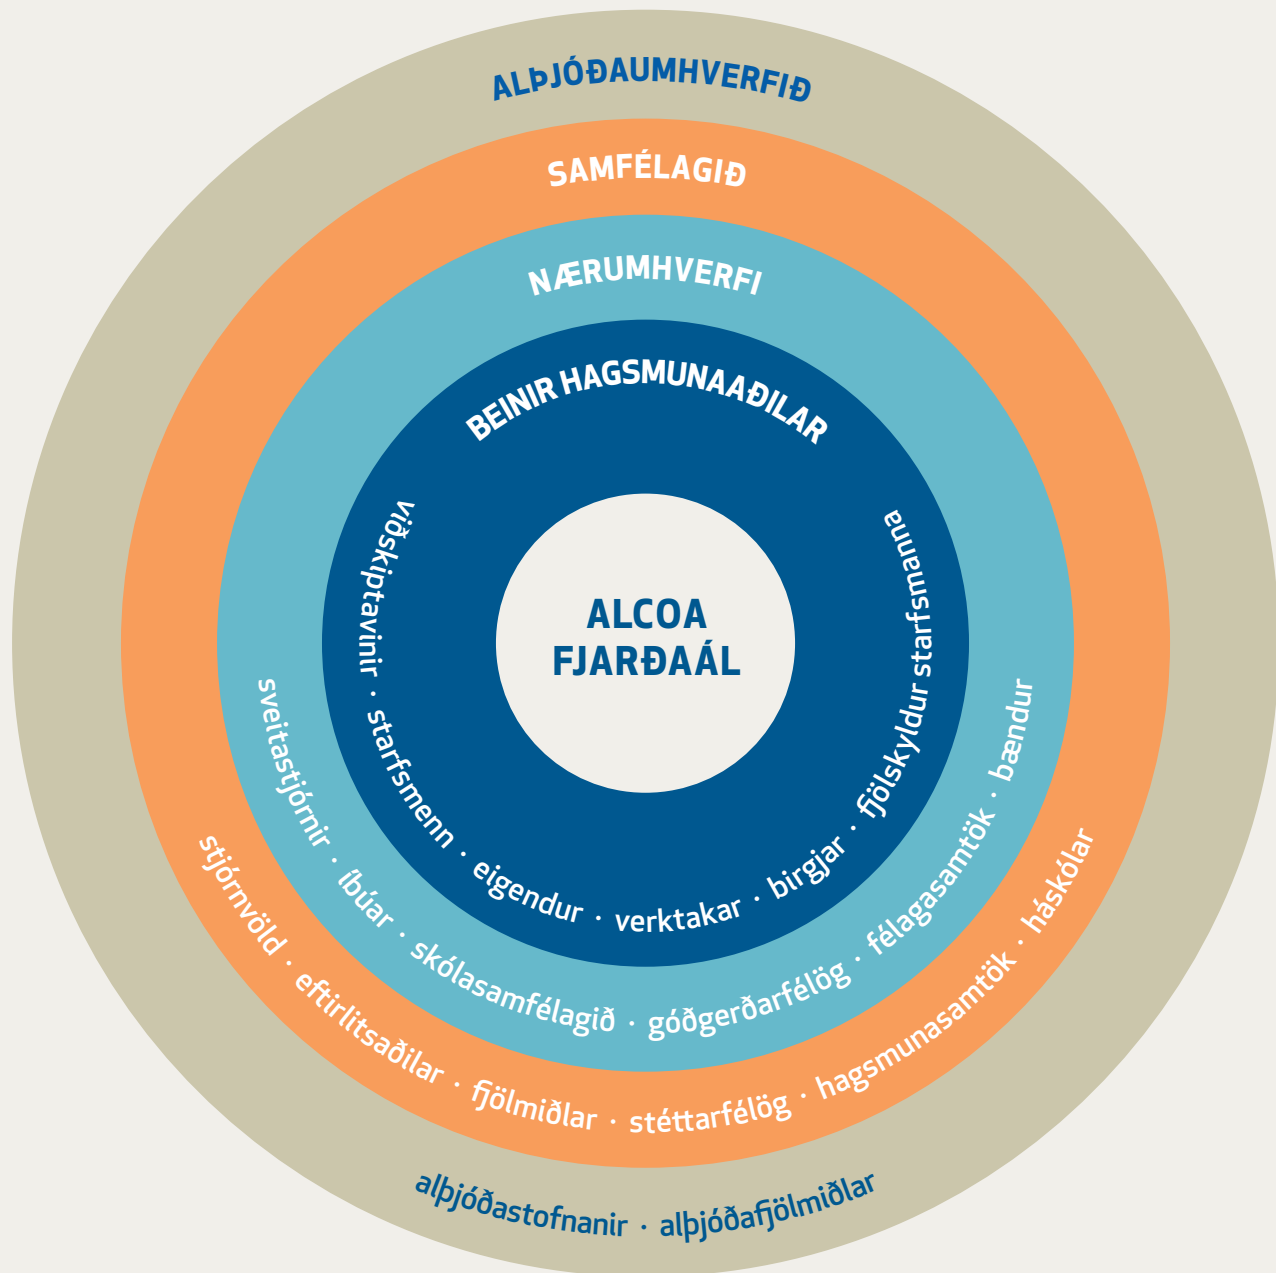 ALÞJÓÐAUMHVERFIÐ
SAMFÉLAGIÐ
NÆRUMHVERFI
BEINIR HAGSMUNAAÐILAR
ALCOA
FJARÐAÁL
viðskiptavinir · starfsmenn · eigendur · verktakar · birgjar · fjölskyldur starfsmanna
sveitastjórnir · íbúar · skólasamfélagið · góðgerðarfélög · félagasamtök · bændur
stjórnvöld · eftirlitsaðilar · fjölmiðlar · stéttarfélög · hagsmunasamtök · háskólar
alþjóðastofnanir · alþjóðafjölmiðlar